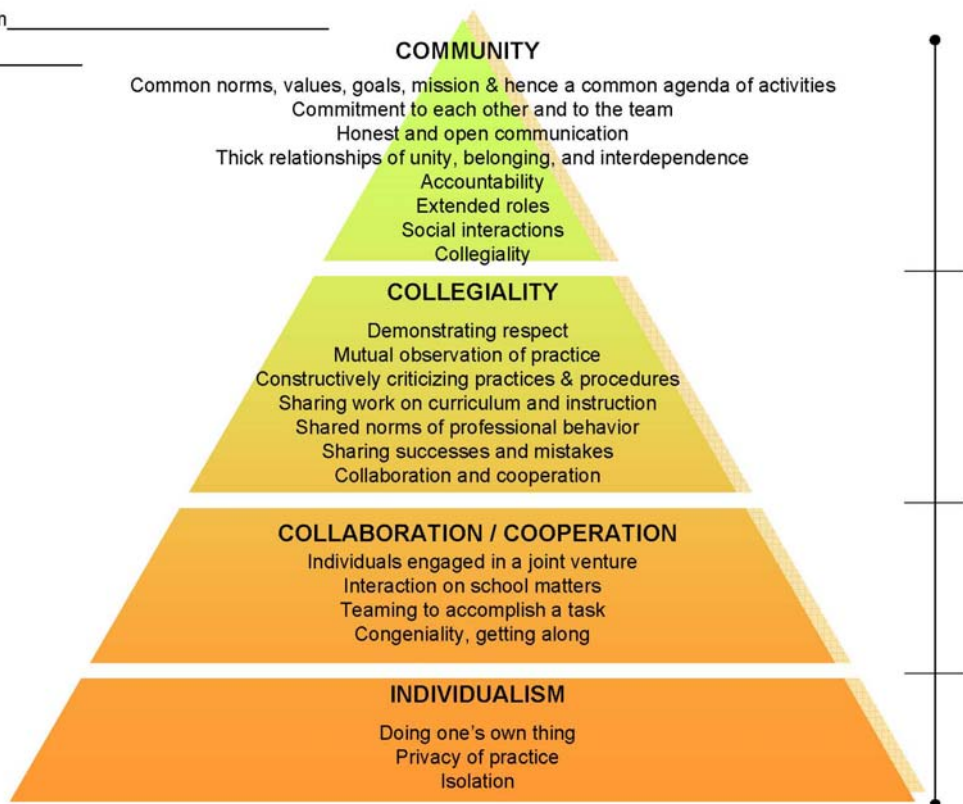 COMMUNITY
Common norms, values, goals, mission & hence a common agenda of activities
Commitment to each other and to the team
Honest and open communication
Thick relationships of unity, belonging, and interdependence
Accountability
Extended roles
Social interactions
Collegiality
COLLEGIALITY
Demonstrating respect
Mutual observation of practice
Constructively criticizing practices & procedures
Sharing work on curriculum and instruction
Shared norms of professional behavior
Sharing successes and mistakes
Collaboration and cooperation
COLLABORATION / COOPERATION
Individuals engaged in a joint venture
Interaction on school matters
Teaming to accomplish a task
Congeniality, getting along
INDIVIDUALISM
Doing one's own thing
Privacy of practice
Isolation